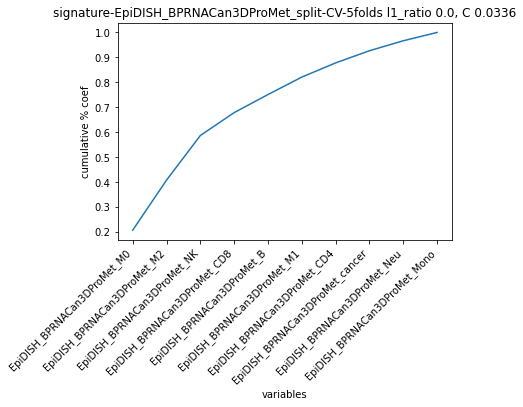 signature-EpiDISH_BPRNACan3DProMet_split-CV-5folds l1_ratio 0.0, C 0.0336
1.0
0.9
0.8
0.7
0.6
0.5
0.4
0.3
0.2
cumulative % coef
EpiDISH_BPRNACan3DProMet_M0
EpiDISH_BPRNACan3DProMet_M2
EpiDISH_BPRNACan3DProMet_NK
EpiDISH_BPRNACan3DProMet_CD8
EpiDISH_BPRNACan3DProMet_B
EpiDISH_BPRNACan3DProMet_M1
EpiDISH_BPRNACan3DProMet_CD4
EpiDISH_BPRNACan3DProMet_cancer
EpiDISH_BPRNACan3DProMet_Neu
EpiDISH_BPRNACan3DProMet_Mono
variables